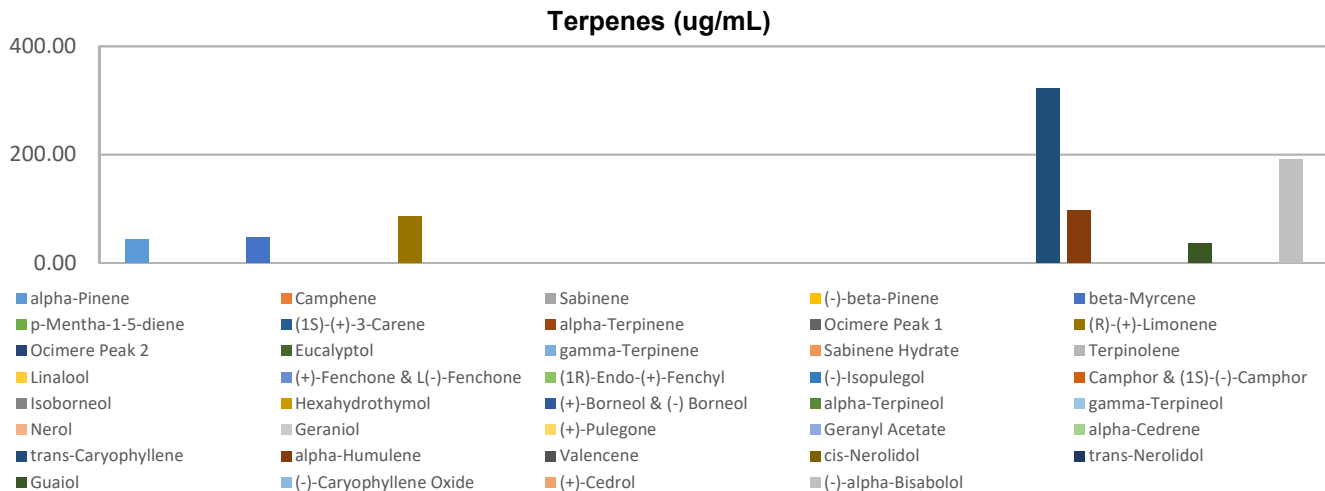 Terpenes (ug/mL)
400.00
200.00
0.00
alpha-Pinene Camphene Sabinene (-)-beta-Pinene beta-Myrcene
p-Mentha-1-5-diene (1S)-(+)-3-Carene alpha-Terpinene Ocimere Peak 1 (R)-(+)-Limonene
Ocimere Peak 2 Eucalyptol gamma-Terpinene Sabinene Hydrate Terpinolene
Linalool (+)-Fenchone & L(-)-Fenchone (1R)-Endo-(+)-Fenchyl (-)-Isopulegol Camphor & (1S)-(-)-Camphor
Isoborneol Hexahydrothymol (+)-Borneol & (-) Borneol alpha-Terpineol gamma-Terpineol
Nerol Geraniol (+)-Pulegone Geranyl Acetate alpha-Cedrene
trans-Caryophyllene alpha-Humulene Valencene cis-Nerolidol trans-Nerolidol
Guaiol (-)-Caryophyllene Oxide (+)-Cedrol (-)-alpha-Bisabolol